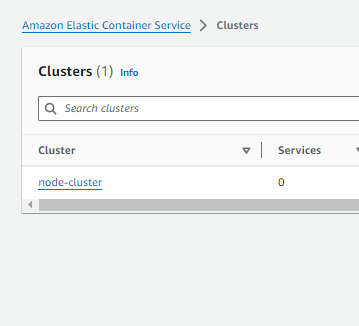 Amazon Elastic Container Service > Clusters
Clusters (1) Info
Search clusters
Cluster Services
node-cluster 0